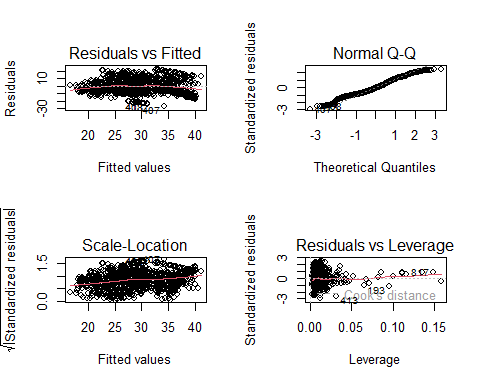 Residuals vs Fitted
Residuals
-30
10
20 25 30 35 40
Fitted values
Normal Q-Q
Standardized residuals
-3
0
-3 -2 -1 1 2 3
Theoretical Quantiles
Scale-Location
√|Standardized residuals|
0.0
1.5
20 25 30 35 40
Fitted values
Residuals vs Leverage
Standardized residuals
-3
0
3
Cook's distance
413
0.00 0.05 0.10 0.15
Leverage